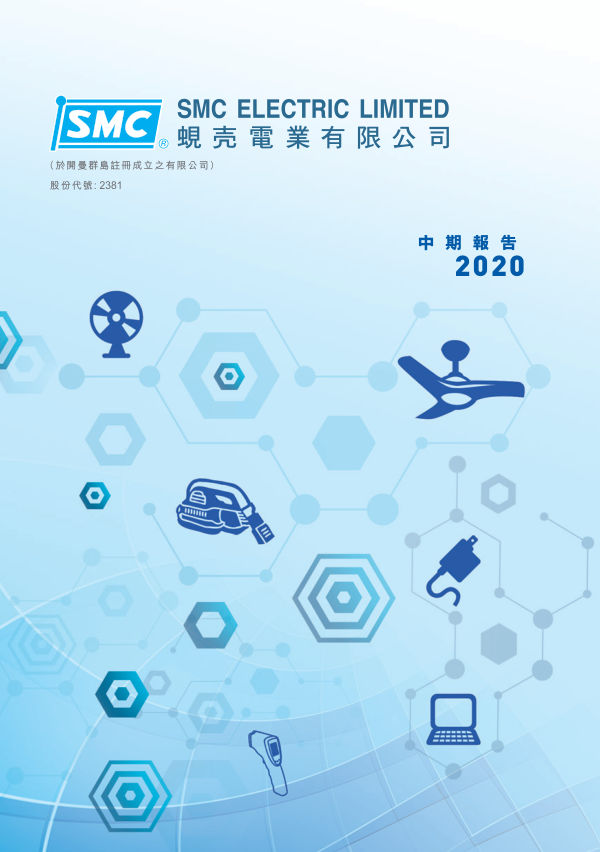 SMC®
SMC ELECTRIC LIMITED
蜆壳電業有限公司
(於開曼群島註冊成立之有限公司)
股份代號: 2381
中期報告
2020